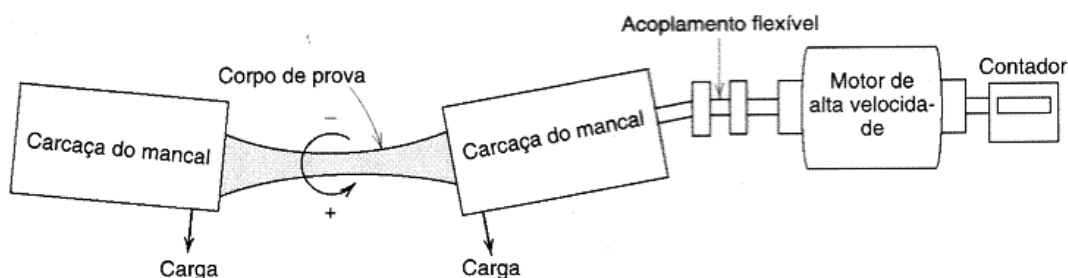 Acoplamento flexível
Corpo de prova
Motor de
alta velocida-
de
Contador
Carcaça do mancal
Carcaça do mancal
−
+
Carga
Carga